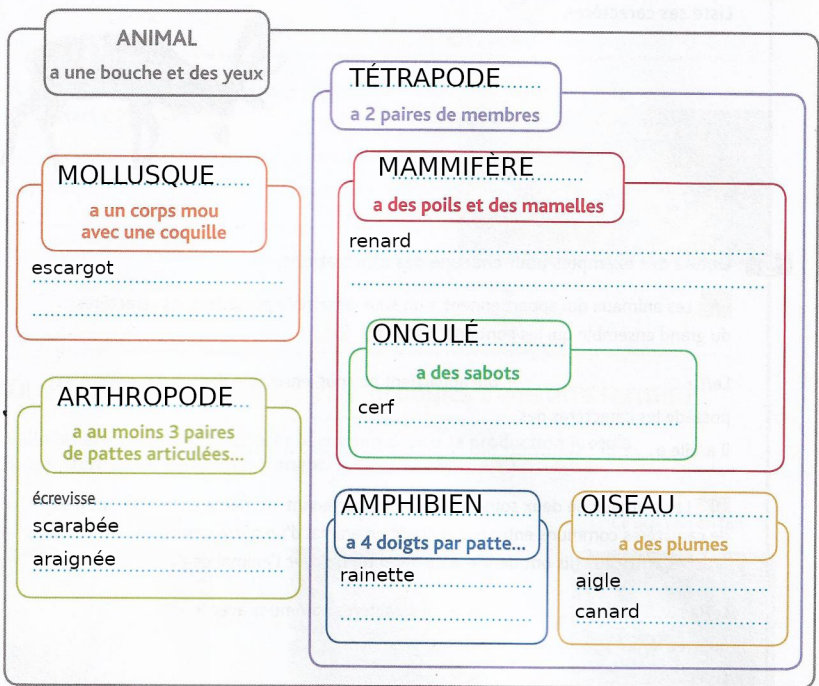 ANIMAL
a une bouche et des yeux
MOLLUSQUE
a un corps mou
avec une coquille
escargot
ARTHROPODE
a au moins 3 paires
de pattes articulées...
écrevisse
scarabée
araignée
TÉTRAPODE
a 2 paires de membres
MAMMIFÈRE
a des poils et des mamelles
renard
ONGULÉ
a des sabots
cerf
AMPHIBIEN
a 4 doigts par patte...
rainette
OISEAU
a des plumes
aigle
canard